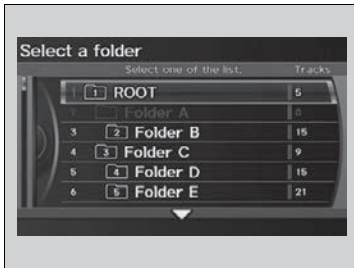 Select a folder
Select one of the list. Tracks
1 1 ROOT 5
Folder A
3 2 Folder B 15
4 3 Folder C 9
5 4 Folder D 15
6 5 Folder E 21